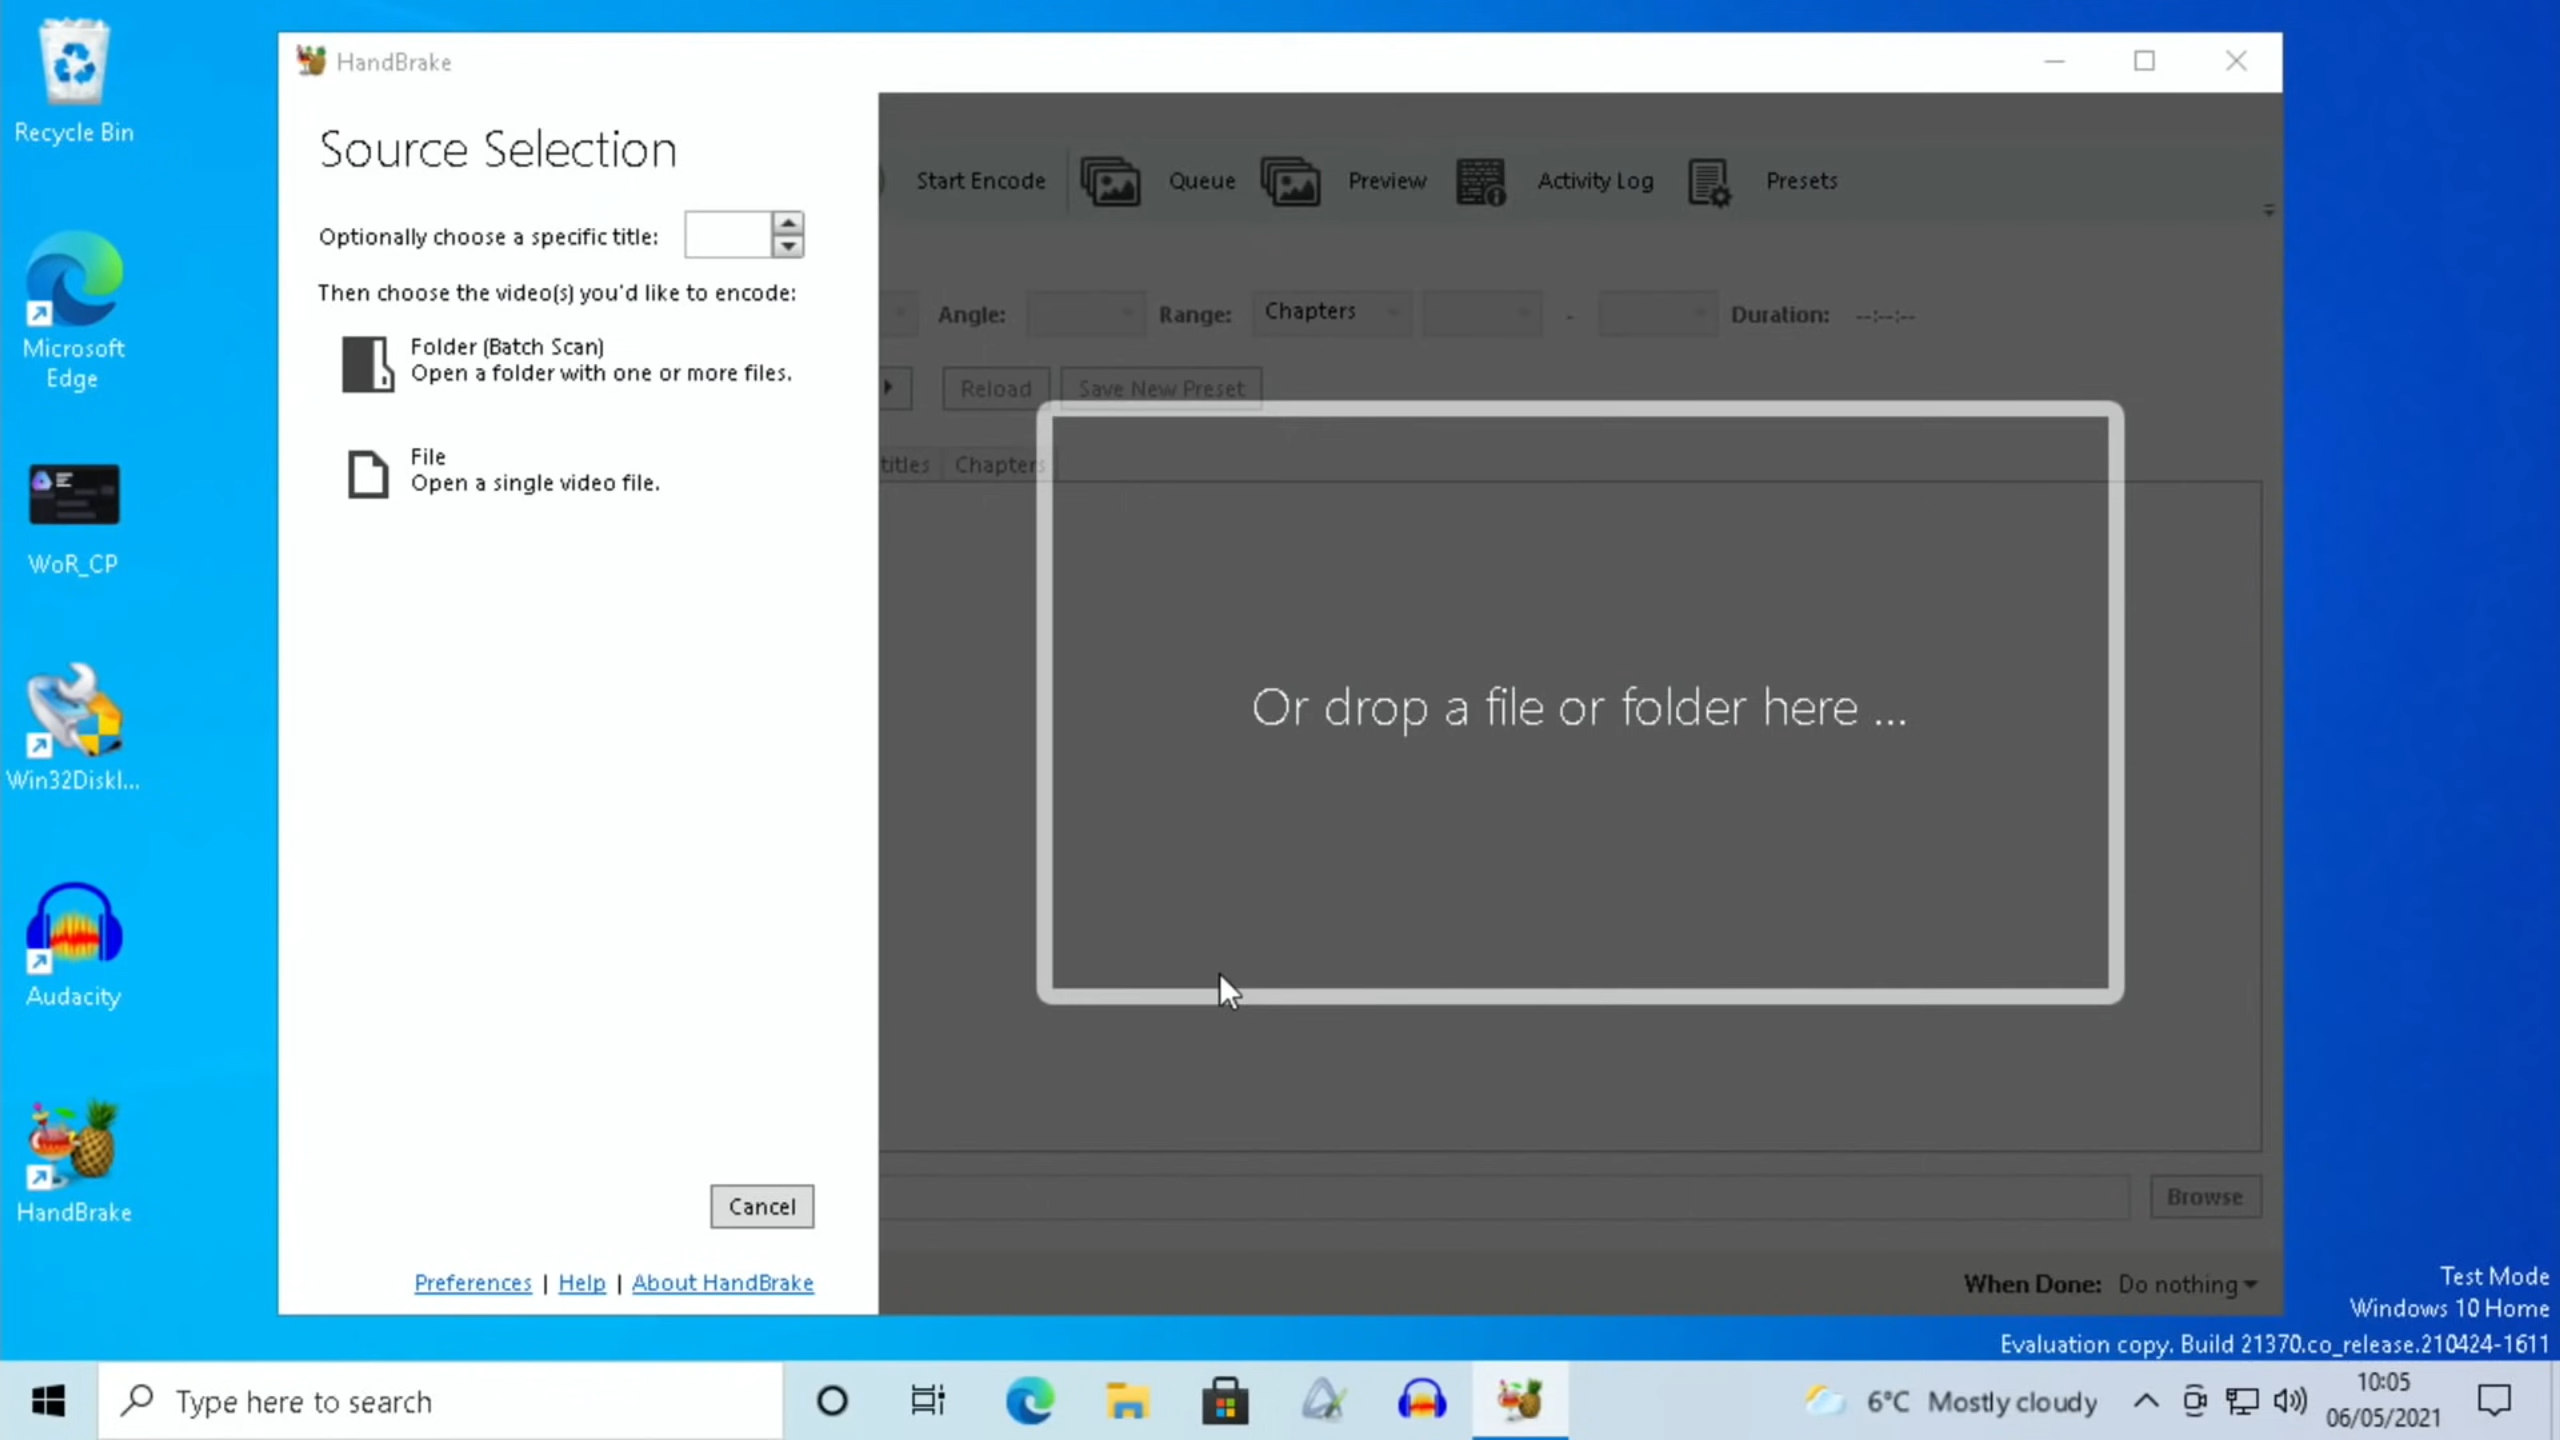 Recycle Bin
Microsoft
Edge
WoR_CP
Win32DiskI...
Audacity
HandBrake
HandBrake
Source Selection
Optionally choose a specific title:
Then choose the video(s) you'd like to encode:
Folder (Batch Scan)
Open a folder with one or more files.
File
Open a single video file.
Cancel
Preferences | Help | About HandBrake
Start Encode Queue Preview Activity Log Presets
Angle: Range: Chapters - Duration: --:--:--
Reload Save New Preset
titles Chapters
Or drop a file or folder here ...
Browse
When Done: Do nothing
Test Mode
Windows 10 Home
Evaluation copy. Build 21370.co_release.210424-1611
Type here to search
6°C Mostly cloudy
10:05
06/05/2021